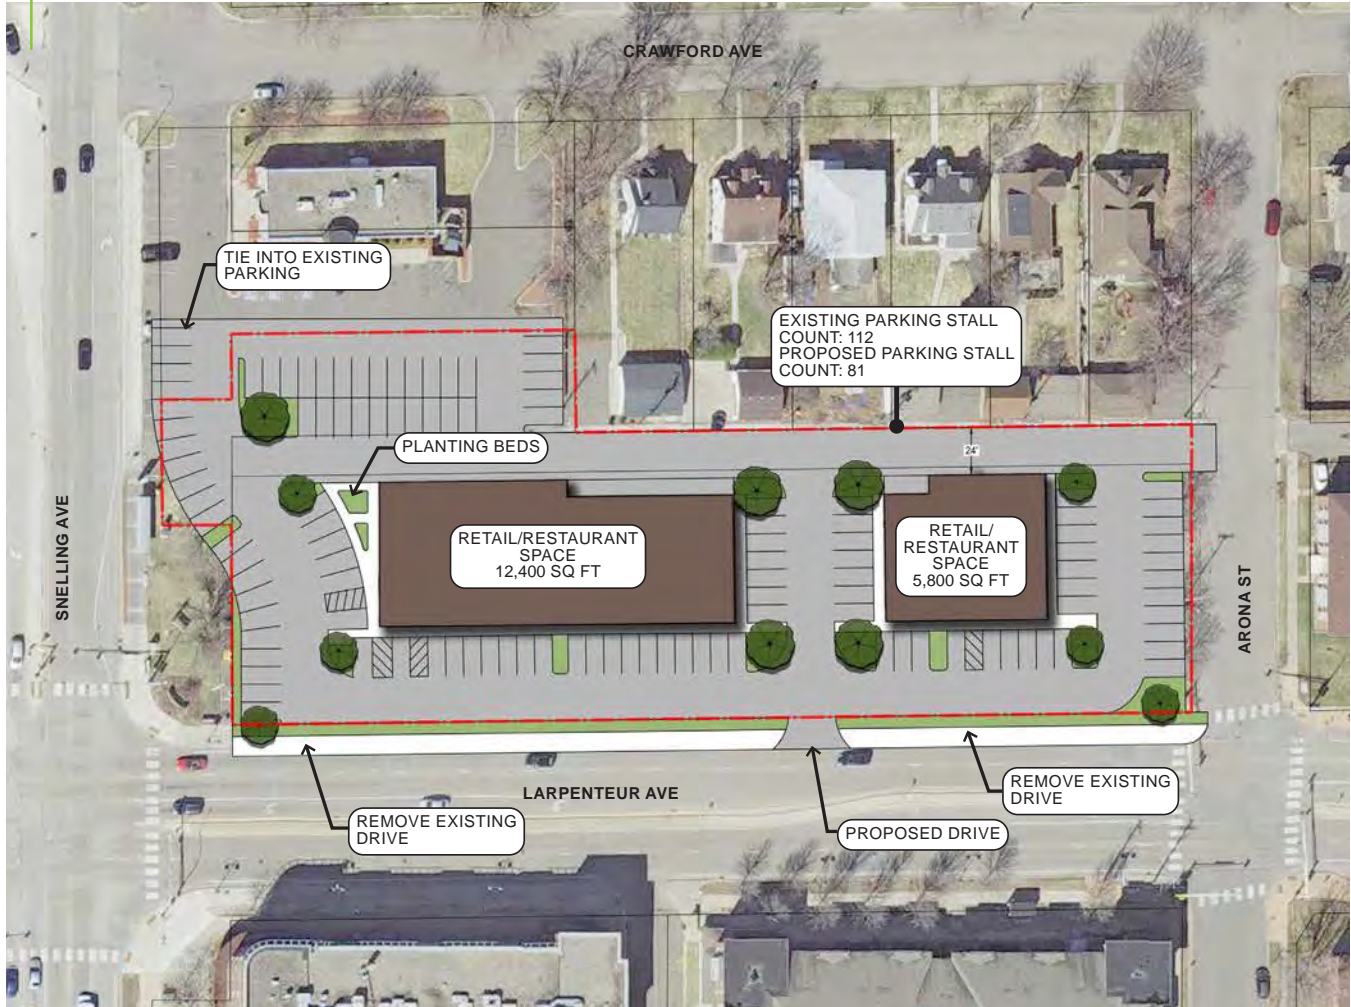 CRAWFORD AVE
TIE INTO EXISTING
PARKING
EXISTING PARKING STALL
COUNT: 112
PROPOSED PARKING STALL
COUNT: 81
PLANTING BEDS
24'
RETAIL/RESTAURANT
SPACE
12,400 SQ FT
RETAIL/
RESTAURANT
SPACE
5,800 SQ FT
SNELLING AVE
ARONA ST
REMOVE EXISTING
DRIVE
LARPENTEUR AVE
REMOVE EXISTING
DRIVE
PROPOSED DRIVE